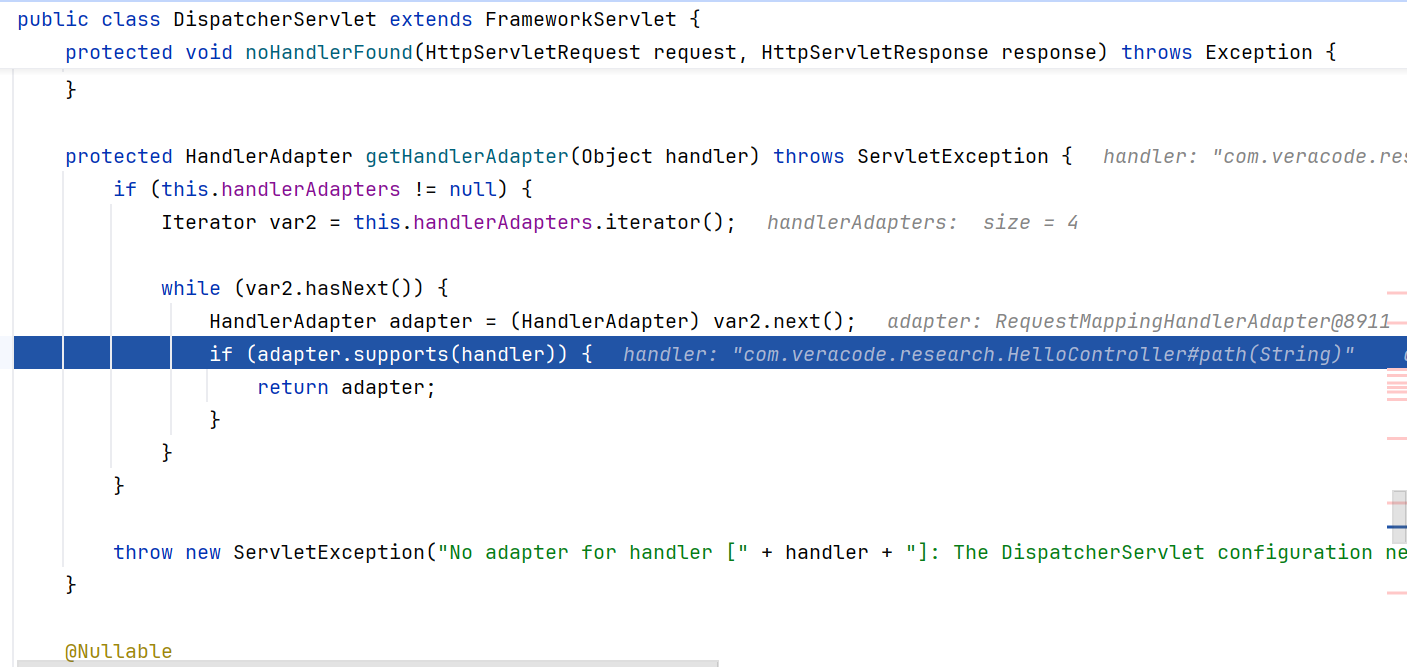 public class DispatcherServlet extends FrameworkServlet {
protected void noHandlerFound(HttpServletRequest request, HttpServletResponse response) throws Exception {
}
protected HandlerAdapter getHandlerAdapter(Object handler) throws ServletException {   handler: "com.veracode.res
if (this.handlerAdapters != null) {
Iterator var2 = this.handlerAdapters.iterator();   handlerAdapters:  size = 4
while (var2.hasNext()) {
HandlerAdapter adapter = (HandlerAdapter) var2.next();   adapter: RequestMappingHandlerAdapter@8911
if (adapter.supports(handler)) {   handler: "com.veracode.research.HelloController#path(String)"
return adapter;
}
}
}
throw new ServletException("No adapter for handler [" + handler + "]: The DispatcherServlet configuration ne
}
@Nullable